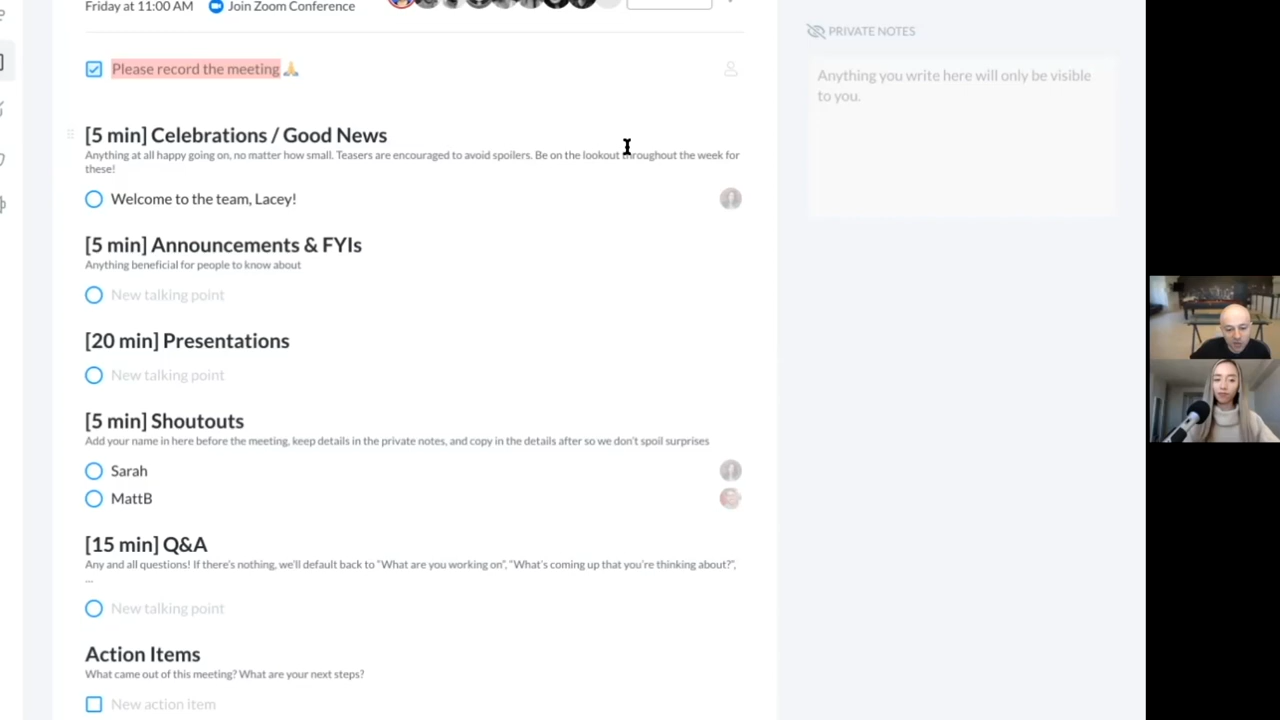 Friday at 11:00 AM Join Zoom Conference
PRIVATE NOTES
Anything you write here will only be visible
to you.
Please record the meeting 🙏
[5 min] Celebrations / Good News
Anything at all happy going on, no matter how small. Teasers are encouraged to avoid spoilers. Be on the lookout throughout the week for
these!
Welcome to the team, Lacey!
[5 min] Announcements & FYIs
Anything beneficial for people to know about
New talking point
[20 min] Presentations
New talking point
[5 min] Shoutouts
Add your name in here before the meeting, keep details in the private notes, and copy in the details after so we don't spoil surprises
Sarah
MattB
[15 min] Q&A
Any and all questions! If there's nothing, we'll default back to "What are you working on", "What's coming up that you're thinking about?",
...
New talking point
Action Items
What came out of this meeting? What are your next steps?
New action item